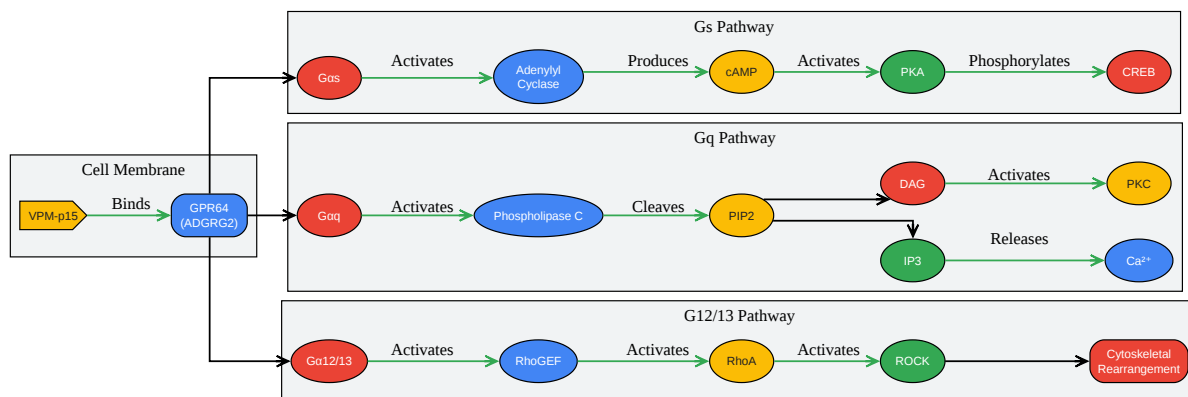 Gs Pathway
Gαs
Activates
Adenylyl
Cyclase
Produces
cAMP
Activates
PKA
Phosphorylates
CREB
Cell Membrane
VPM-p15
Binds
GPR64
(ADGRG2)
Gq Pathway
Gαq
Activates
Phospholipase C
Cleaves
PIP2
DAG
Activates
PKC
IP3
Releases
Ca²⁺
G12/13 Pathway
Gα12/13
Activates
RhoGEF
Activates
RhoA
Activates
ROCK
Cytoskeletal
Rearrangement